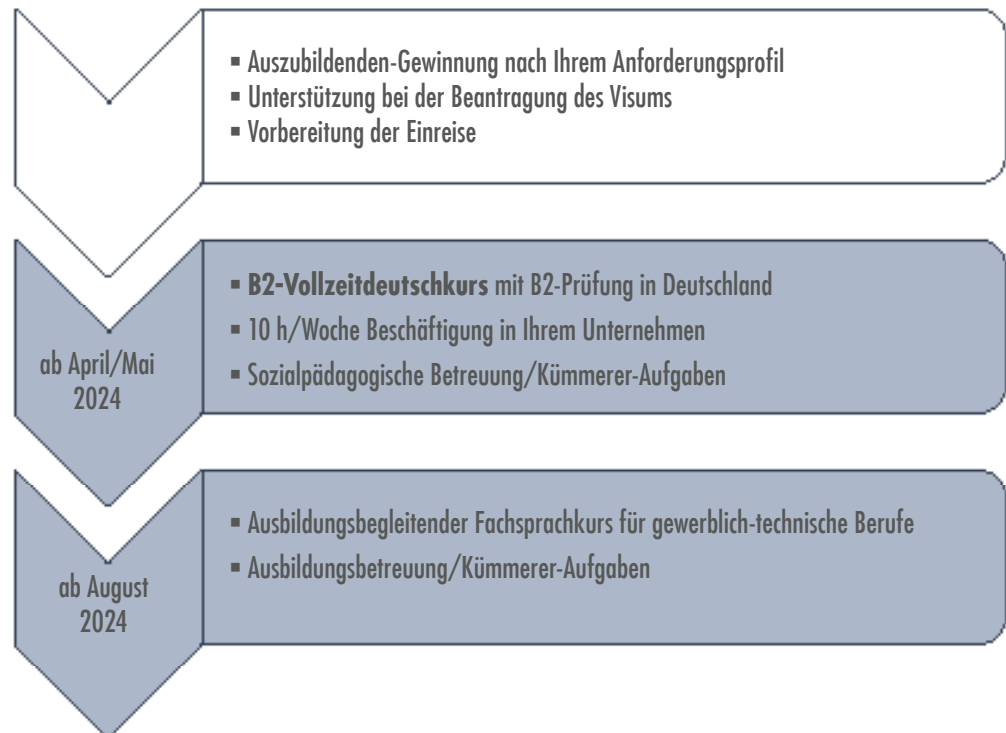 ▪ Auszubildenden-Gewinnung nach Ihrem Anforderungsprofil
▪ Unterstützung bei der Beantragung des Visums
▪ Vorbereitung der Einreise
ab April/Mai
2024
▪ B2-Vollzeitdeutschkurs mit B2-Prüfung in Deutschland
▪ 10 h/Woche Beschäftigung in Ihrem Unternehmen
▪ Sozialpädagogische Betreuung/Kümmerer-Aufgaben
ab August
2024
▪ Ausbildungsbegleitender Fachsprachkurs für gewerblich-technische Berufe
▪ Ausbildungsbetreuung/Kümmerer-Aufgaben